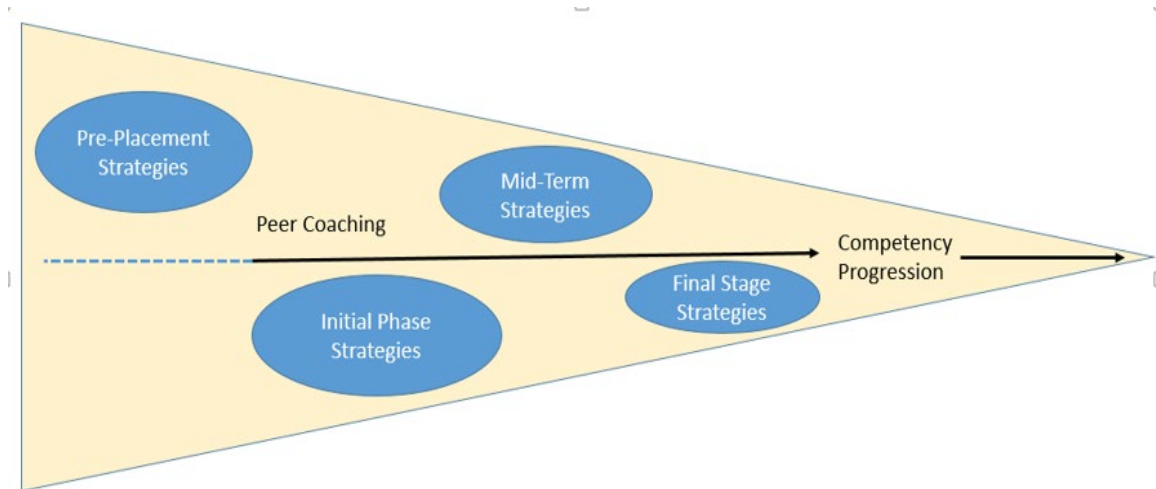 Pre-Placement
Strategies
Mid-Term
Strategies
Peer Coaching
Competency
Progression
Initial Phase
Strategies
Final Stage
Strategies